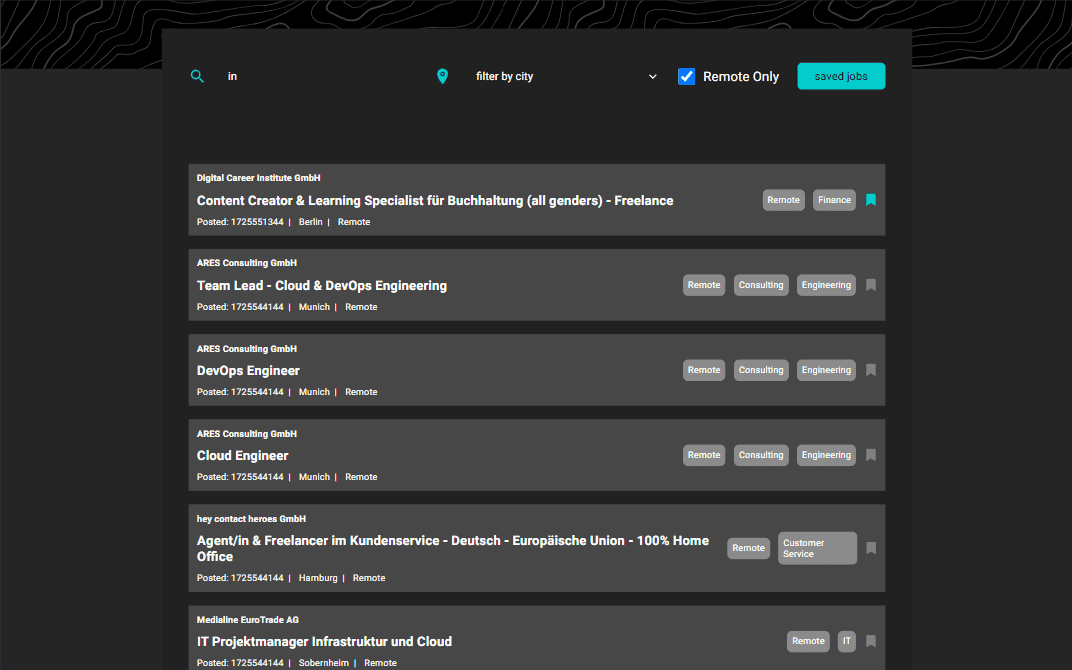 in
filter by city
Remote Only
saved jobs
Digital Career Institute GmbH
Content Creator & Learning Specialist für Buchhaltung (all genders) - Freelance
Remote
Finance
Posted: 1725551344 | Berlin | Remote
ARES Consulting GmbH
Team Lead - Cloud & DevOps Engineering
Remote
Consulting
Engineering
Posted: 1725544144 | Munich | Remote
ARES Consulting GmbH
DevOps Engineer
Remote
Consulting
Engineering
Posted: 1725544144 | Munich | Remote
ARES Consulting GmbH
Cloud Engineer
Remote
Consulting
Engineering
Posted: 1725544144 | Munich | Remote
hey contact heroes GmbH
Agent/in & Freelancer im Kundenservice - Deutsch - Europäische Union - 100% Home
Office
Remote
Customer
Service
Posted: 1725544144 | Hamburg | Remote
Medialine EuroTrade AG
IT Projektmanager Infrastruktur und Cloud
Remote
IT
Posted: 1725544144 | Sobernheim | Remote